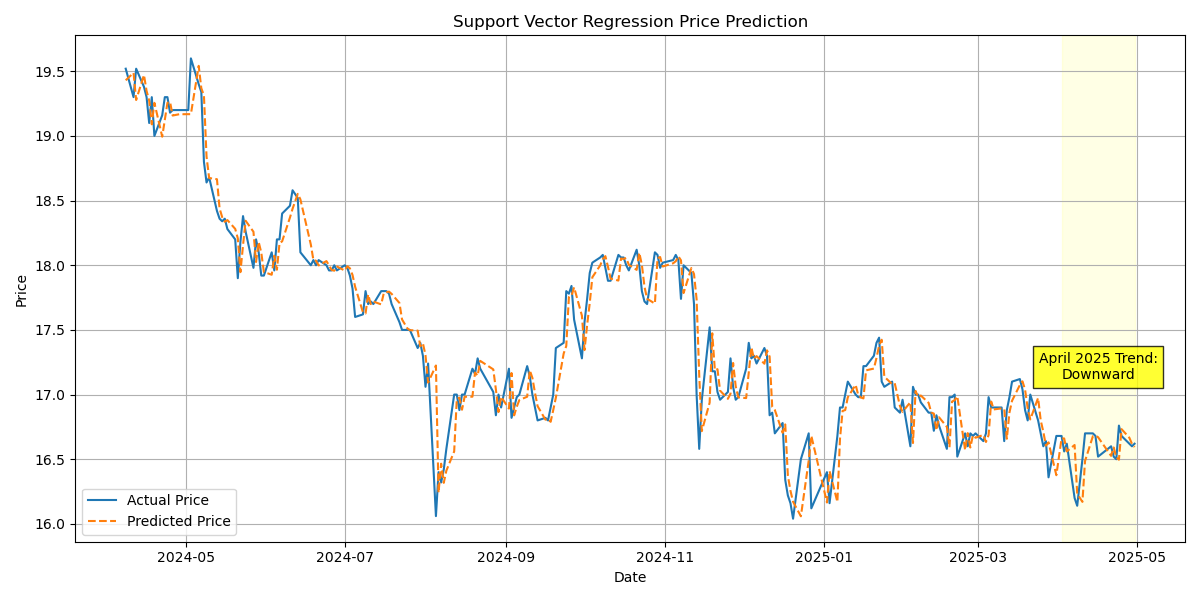 Support Vector Regression Price Prediction
Price
19.5
19.0
18.5
18.0
17.5
17.0
16.5
16.0
April 2025 Trend:
Downward
Actual Price
Predicted Price
2024-05
2024-07
2024-09
2024-11
2025-01
2025-03
2025-05
Date